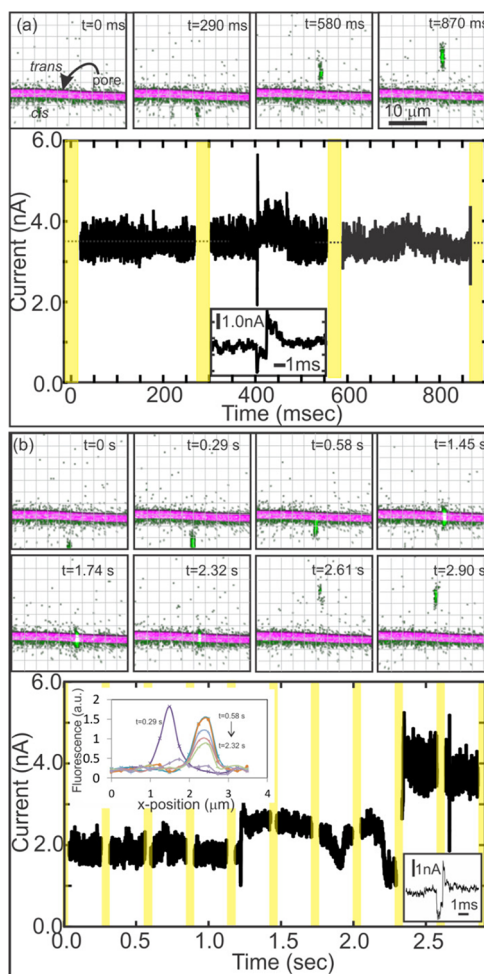 (a) t=0 ms t=290 ms t=580 ms t=870 ms
trans
pore
cis
10 μm
6.0
4.0
2.0
0.0
Current (nA)
1.0nA
1ms
0 200 400 600 800
Time (msec)
(b) t=0 s t=0.29 s t=0.58 s t=1.45 s
t=1.74 s t=2.32 s t=2.61 s t=2.90 s
6.0
4.0
2.0
0.0
Current (nA)
Fluorescence (a.u.)
2
1.5
1
0.5
0
t=0.29 s
t=0.58 s
t=2.32 s
0 1 2 3 4
x-position (μm)
1nA
1ms
0.0 0.5 1.0 1.5 2.0 2.5
Time (sec)